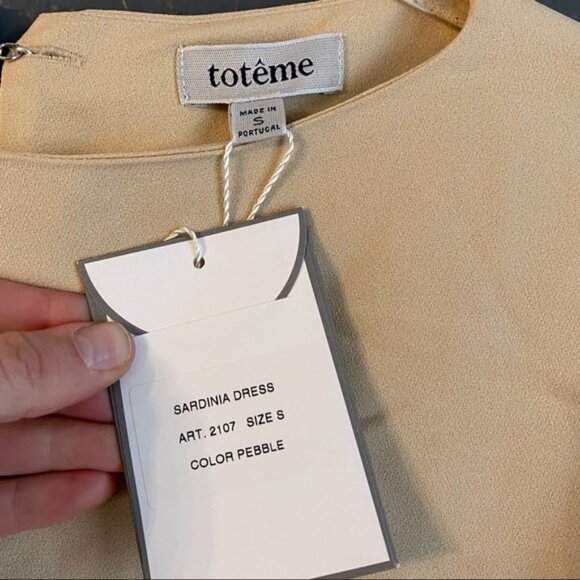 totême
MADE IN
S
PORTUGAL
SARDINIA DRESS
ART. 2107 SIZE S
COLOR PEBBLE